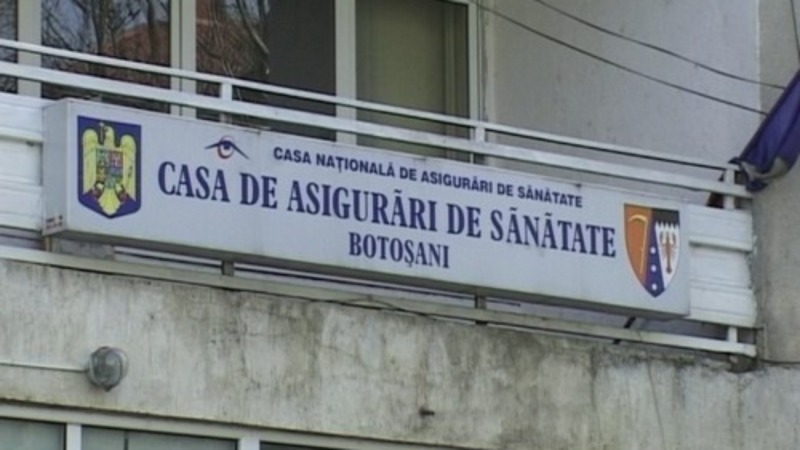 CASA NAȚIONALĂ DE ASIGURĂRI DE SĂNĂTATE
CASA DE ASIGURĂRI DE SĂNĂTATE
BOTOȘANI